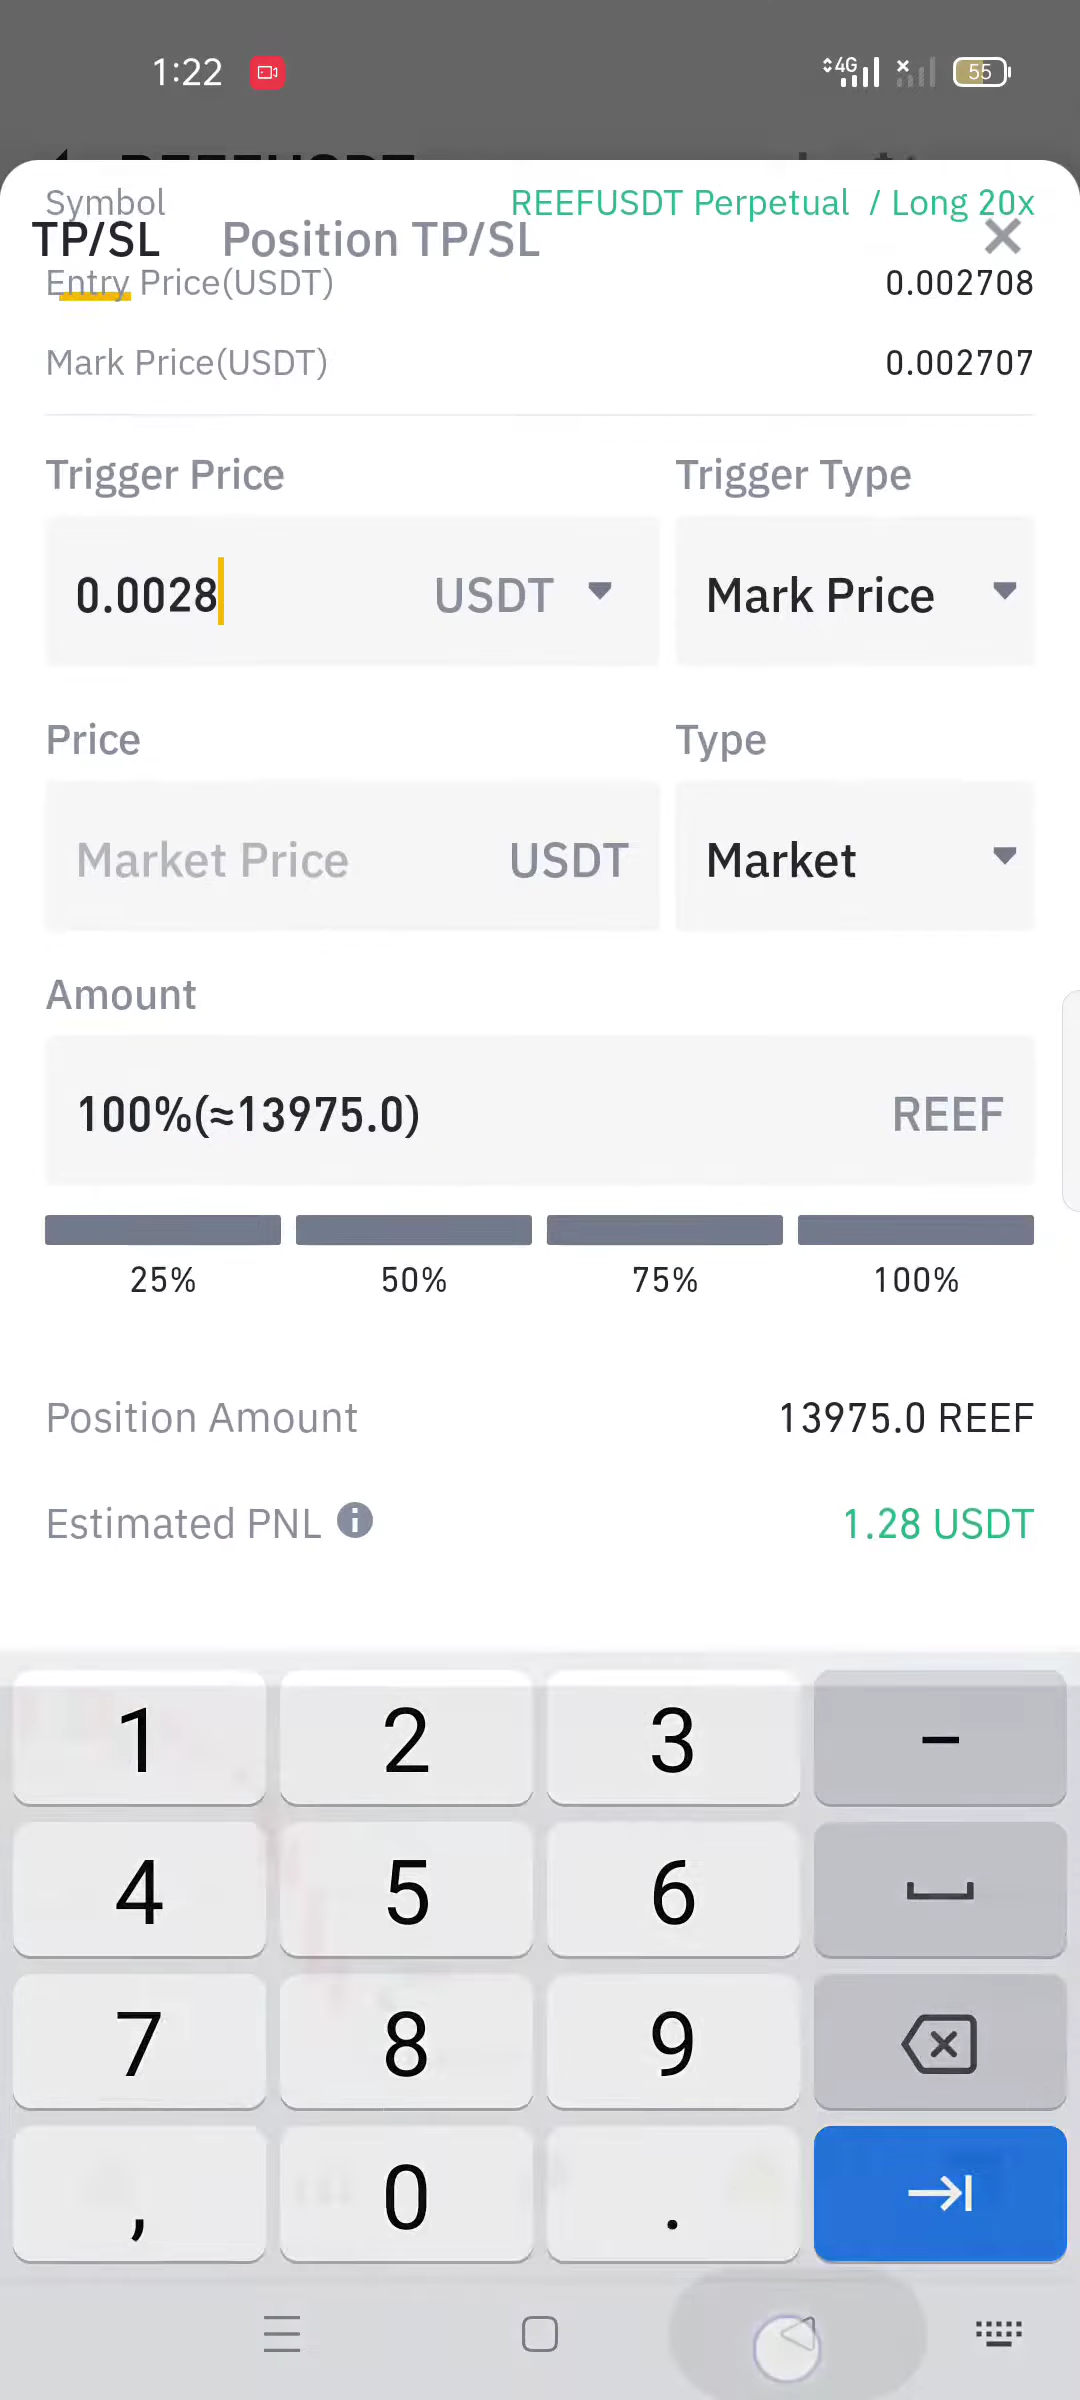 1:22
4G
55
Symbol
REEFUSDT Perpetual / Long 20x
TP/SL
Position TP/SL
Entry Price(USDT)
0.002708
Mark Price(USDT)
0.002707
Trigger Price
Trigger Type
0.0028
USDT
Mark Price
Price
Type
Market Price
USDT
Market
Amount
100%(≈13975.0)
REEF
25%
50%
75%
100%
Position Amount
13975.0 REEF
Estimated PNL
1.28 USDT
1
2
3
–
4
5
6
7
8
9
,
0
.